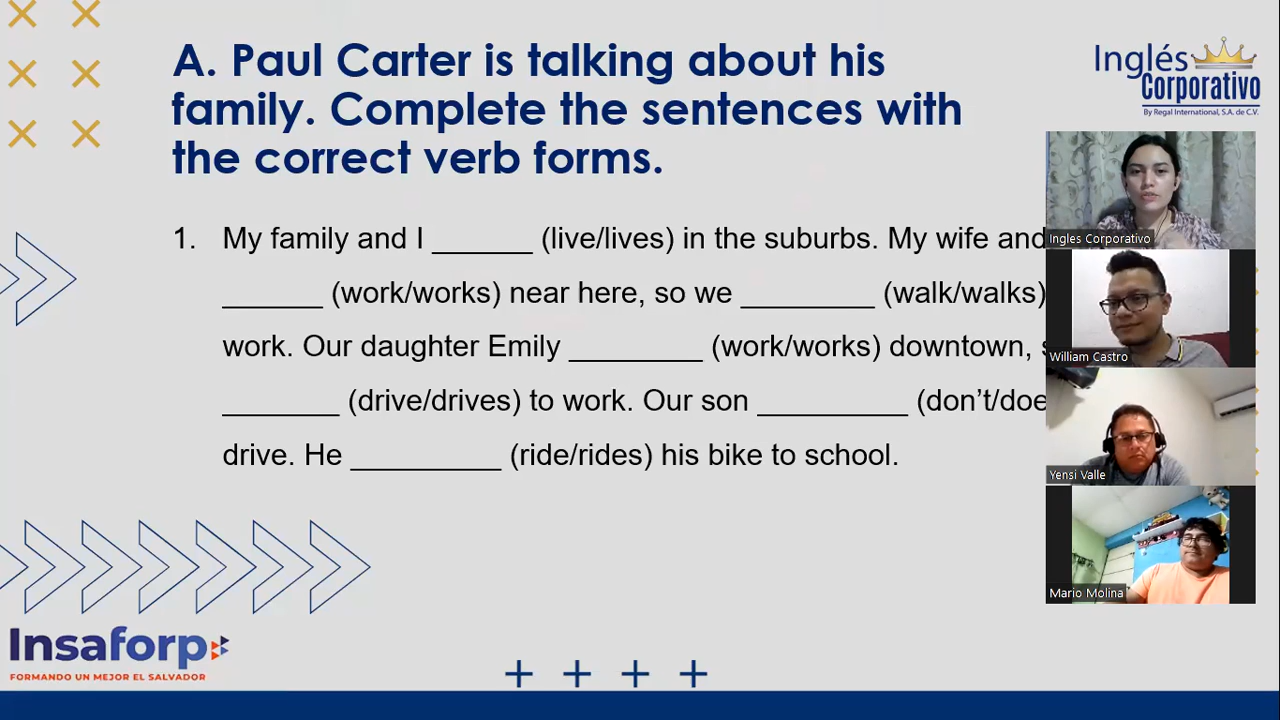 A. Paul Carter is talking about his
family. Complete the sentences with
the correct verb forms.
Inglés
Corporativo
By Regal International, S.A. de C.V.
1. My family and I ______ (live/lives) in the suburbs. My wife and
______ (work/works) near here, so we ________ (walk/walks)
work. Our daughter Emily ________ (work/works) downtown,
_______ (drive/drives) to work. Our son _________ (don’t/doe
drive. He _________ (ride/rides) his bike to school.
Ingles Corporativo
William Castro
Yensi Valle
Mario Molina
Insaforp
FORMANDO UN MEJOR EL SALVADOR